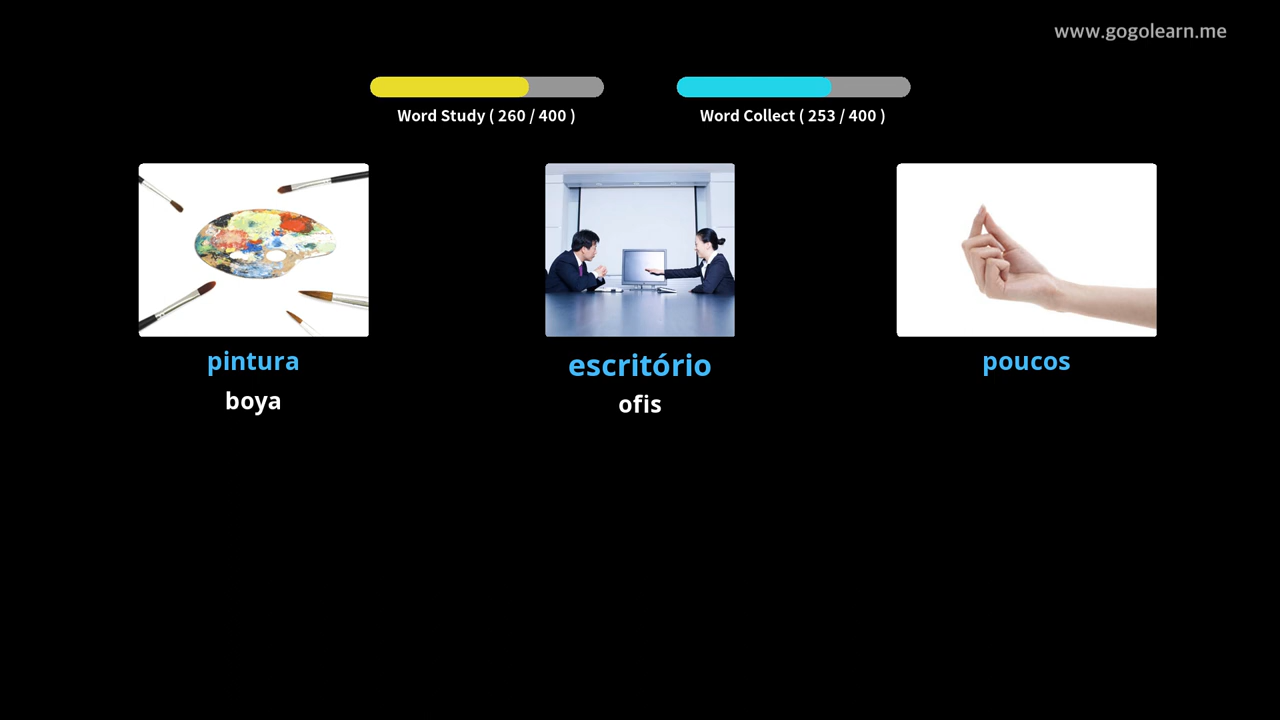 www.gogolearn.me
Word Study ( 260 / 400 )
Word Collect ( 253 / 400 )
pintura
boya
escritório
ofis
poucos